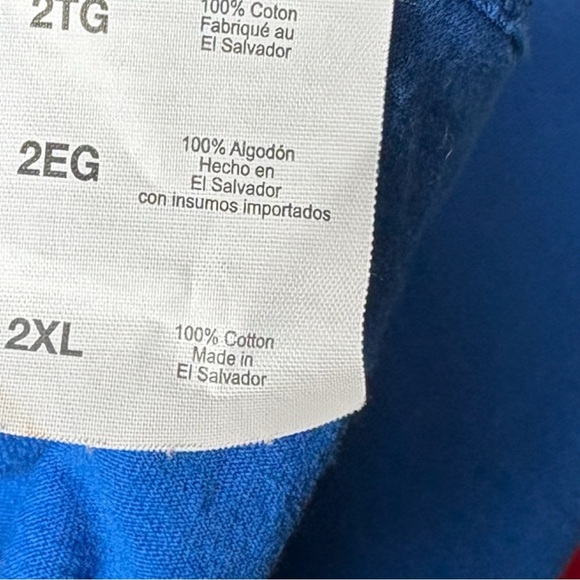 2TG
100% Coton
Fabriqué au
El Salvador
2EG
100% Algodón
Hecho en
El Salvador
con insumos importados
2XL
100% Cotton
Made in
El Salvador